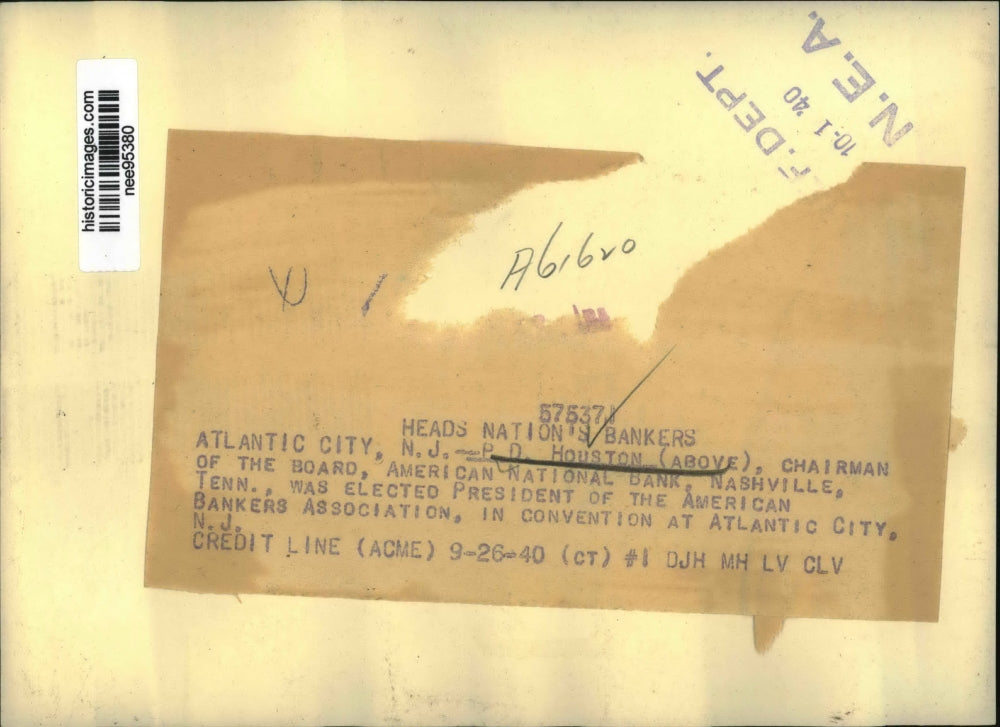 historicimages.com
nee95380
DEPT.
10-1 '40
N.E.A.
A61620
57537J
HEADS NATION'S BANKERS
ATLANTIC CITY, N.J.--P.D. HOUSTON (ABOVE), CHAIRMAN
OF THE BOARD, AMERICAN NATIONAL BANK, NASHVILLE,
TENN., WAS ELECTED PRESIDENT OF THE AMERICAN
BANKERS ASSOCIATION, IN CONVENTION AT ATLANTIC CITY,
N.J.
CREDIT LINE (ACME) 9-26-40 (CT) #1 DJH MH LV CLV